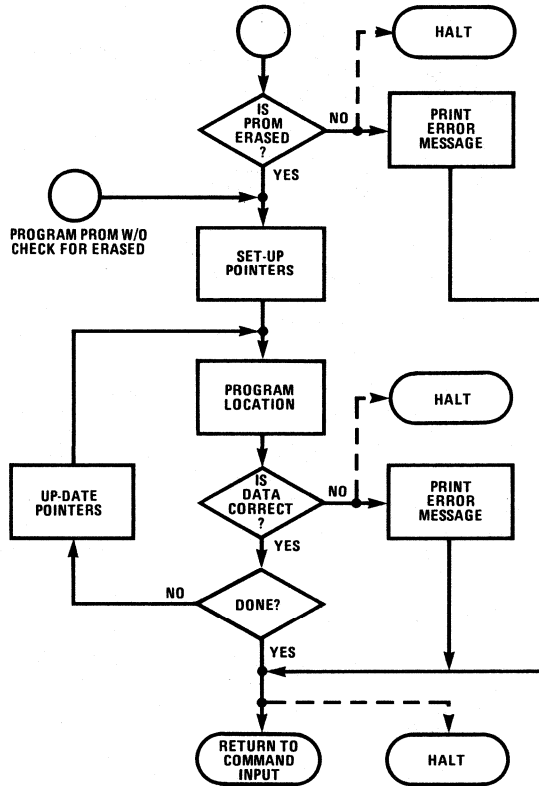 HALT
IS
PROM
ERASED
?
NO
PRINT
ERROR
MESSAGE
YES
PROGRAM PROM W/O
CHECK FOR ERASED
SET-UP
POINTERS
PROGRAM
LOCATION
HALT
IS
DATA
CORRECT
?
NO
PRINT
ERROR
MESSAGE
UP-DATE
POINTERS
YES
NO
DONE?
YES
RETURN TO
COMMAND
INPUT
HALT